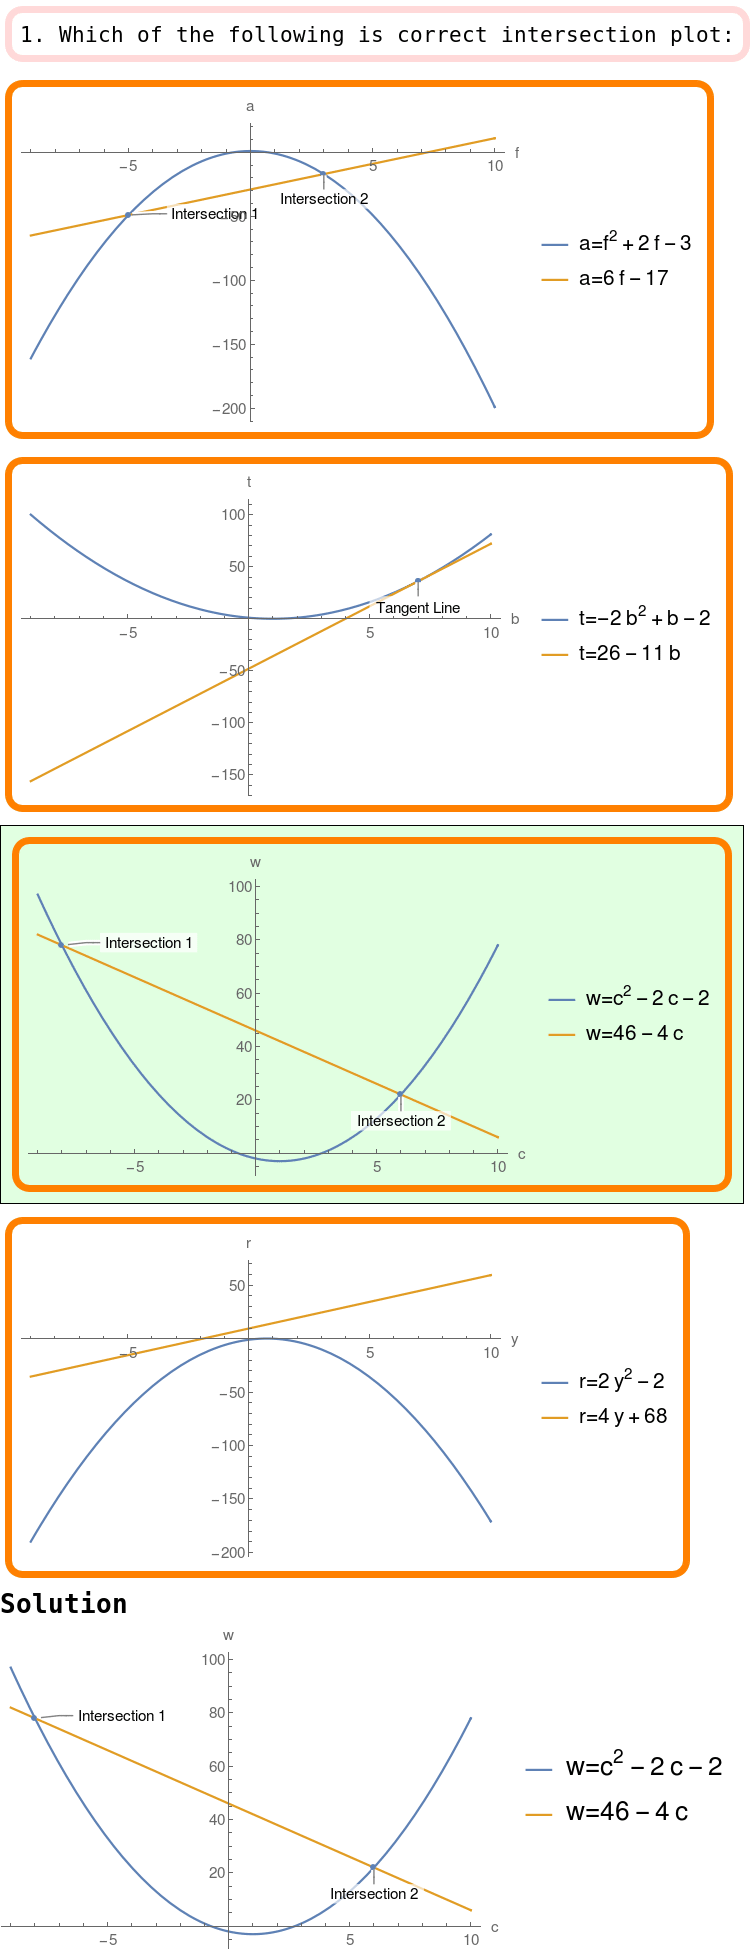 1. Which of the following is correct intersection plot:
a
−5 5 10 f
Intersection 2
Intersection 1
−50
a=f² + 2 f − 3
a=6 f − 17
−100
−150
−200
t
100
50
Tangent Line
−5 5 10 b
t=−2 b² + b − 2
t=26 − 11 b
−50
−100
−150
w
100
Intersection 1
80
60
w=c² − 2 c − 2
w=46 − 4 c
40
20
Intersection 2
−5 5 10 c
r
50
−5 5 10 y
r=2 y² − 2
r=4 y + 68
−50
−100
−150
−200
Solution
w
100
Intersection 1
80
60
w=c² − 2 c − 2
w=46 − 4 c
40
20
Intersection 2
−5 5 10 c